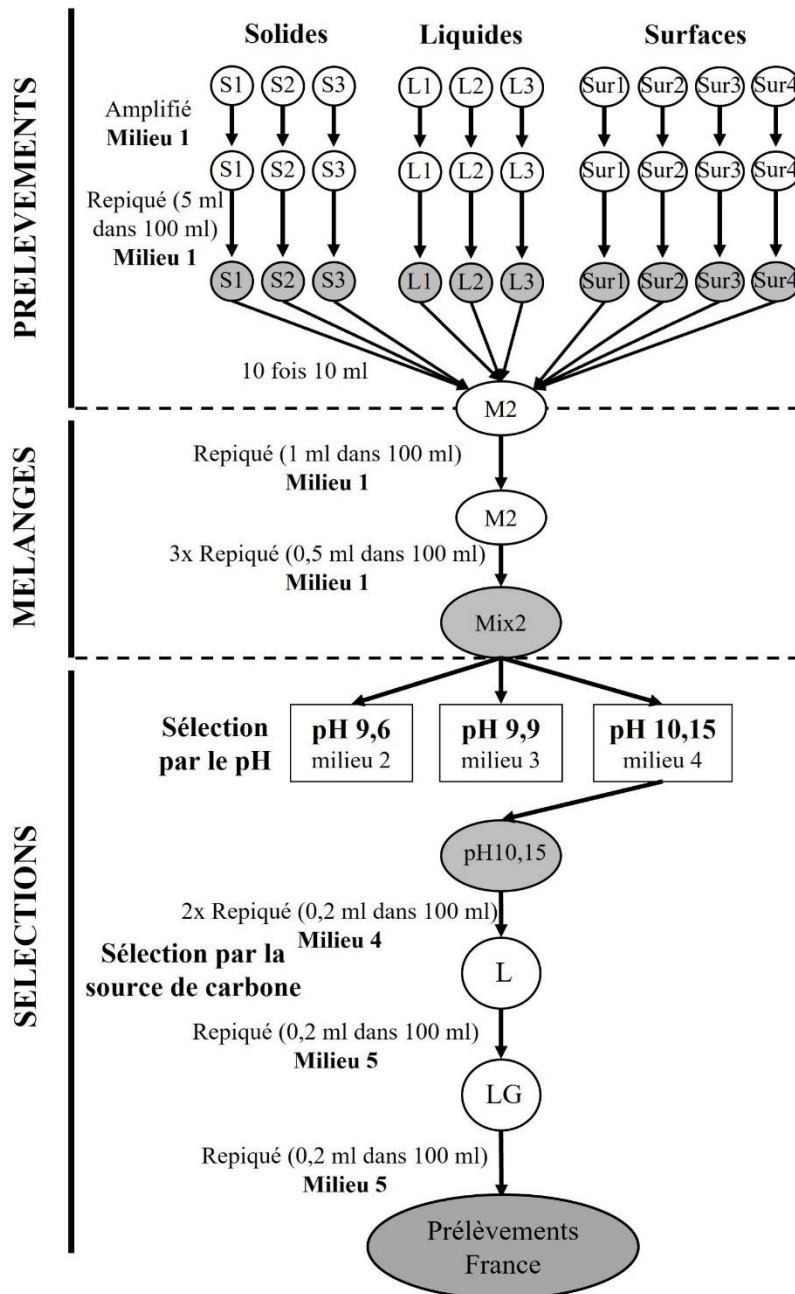 PRELEVEMENTS
Solides
Liquides
Surfaces
S1 S2 S3 L1 L2 L3 Sur1 Sur2 Sur3 Sur4
Amplifié
Milieu 1
S1 S2 S3 L1 L2 L3 Sur1 Sur2 Sur3 Sur4
Repiqué (5 ml
dans 100 ml)
Milieu 1
S1 S2 S3 L1 L2 L3 Sur1 Sur2 Sur3 Sur4
10 fois 10 ml
M2
MELANGES
Repiqué (1 ml dans 100 ml)
Milieu 1
M2
3x Repiqué (0,5 ml dans 100 ml)
Milieu 1
Mix2
SELECTIONS
Sélection
par le pH
pH 9,6
milieu 2
pH 9,9
milieu 3
pH 10,15
milieu 4
pH10,15
2x Repiqué (0,2 ml dans 100 ml)
Milieu 4
Sélection par la
source de carbone
L
Repiqué (0,2 ml dans 100 ml)
Milieu 5
LG
Repiqué (0,2 ml dans 100 ml)
Milieu 5
Prélèvements
France